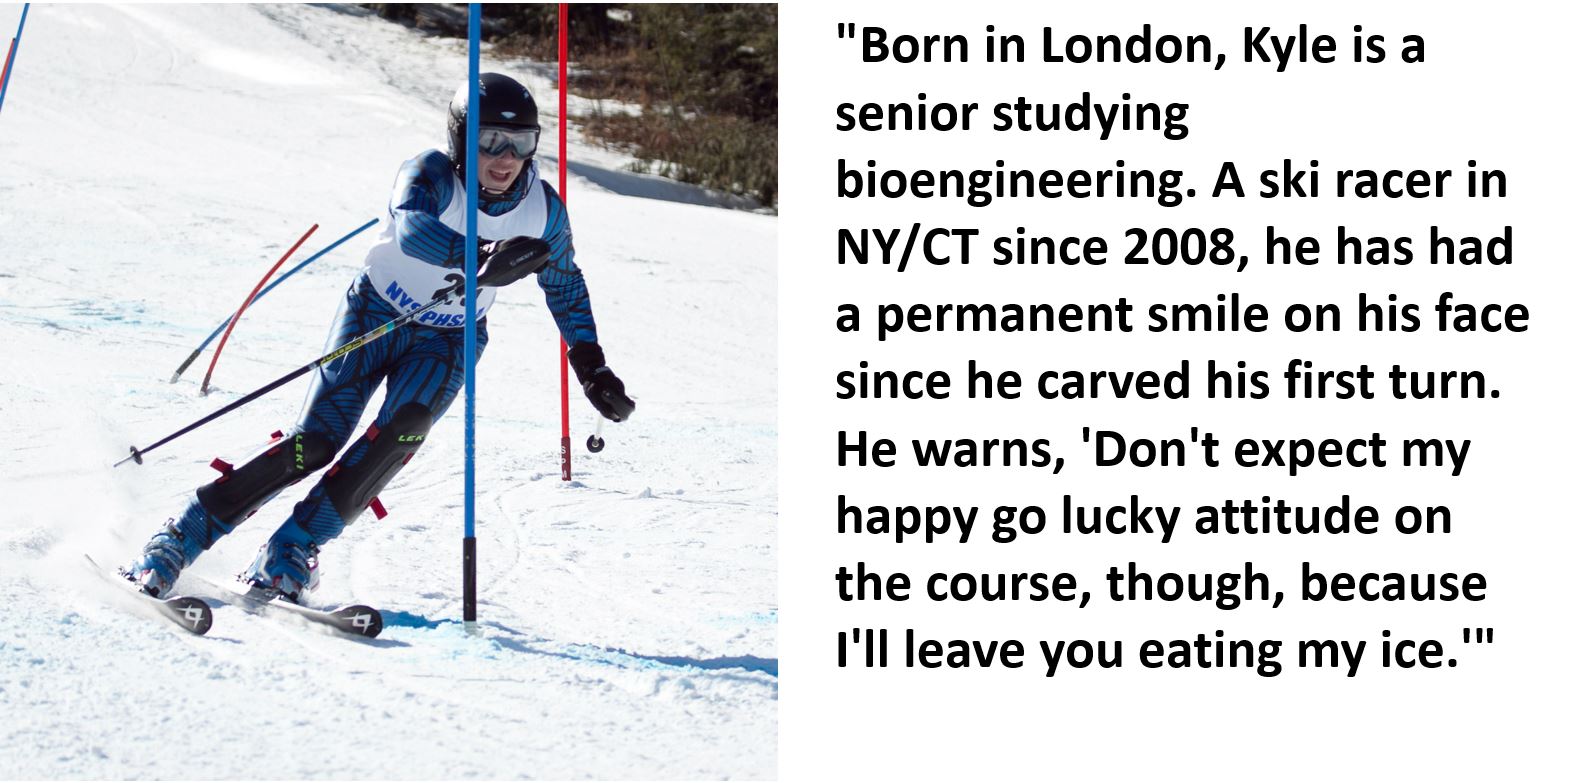 "Born in London, Kyle is a
senior studying
bioengineering. A ski racer in
NY/CT since 2008, he has had
a permanent smile on his face
since he carved his first turn.
He warns, 'Don't expect my
happy go lucky attitude on
the course, though, because
I'll leave you eating my ice.'"
LEKI
LEKI